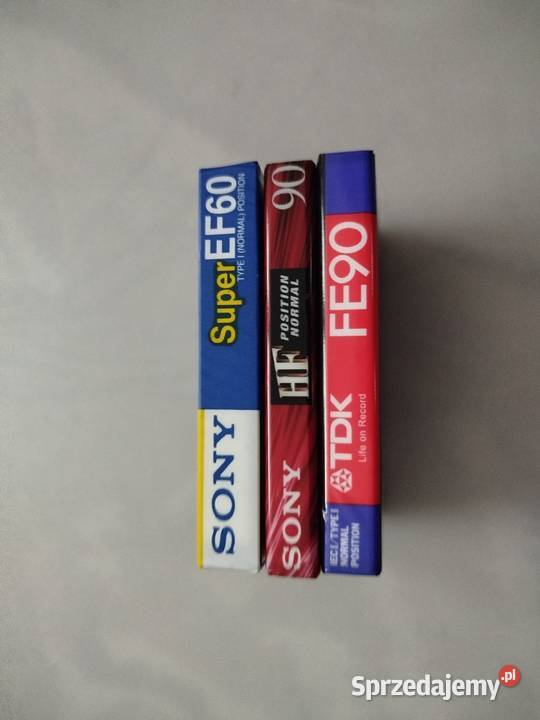 SONY
Super EF60
TYPE I (NORMAL) POSITION
SONY
HF
POSITION
NORMAL
90
TDK
Life on Record
FE90
IEC I / TYPE I
NORMAL
POSITION
Sprzedajemy.pl